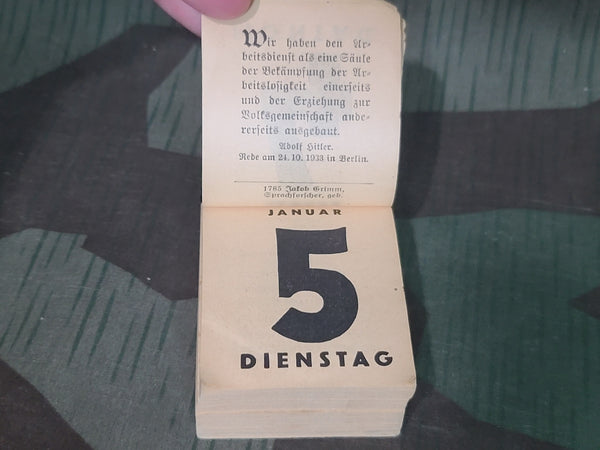 Wir haben den Ar-
beitsdienst als eine Säule
der Bekämpfung der Ar-
beitslosigkeit einerseits
und der Erziehung zur
Volksgemeinschaft ande-
rerseits ausgebaut.
Adolf Hitler.
Rede am 24. 10. 1933 in Berlin.
1785 Jakob Grimm,
Sprachforscher, geb.
JANUAR
5
DIENSTAG